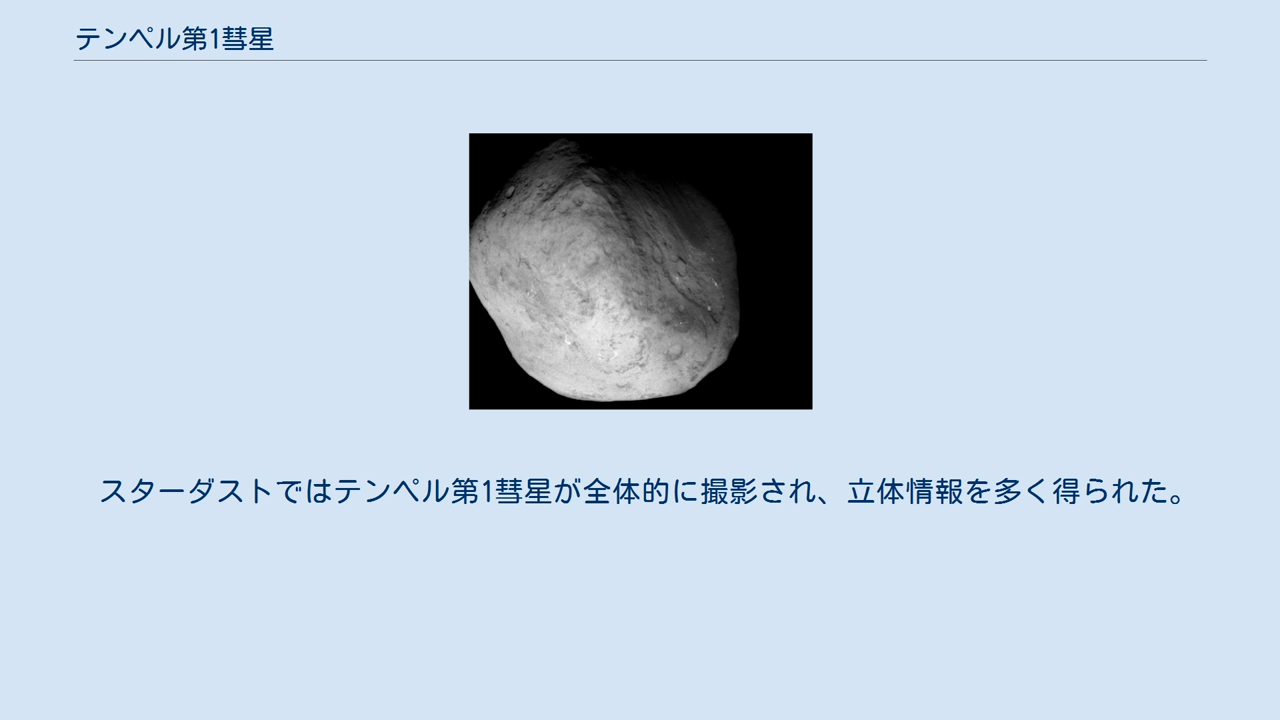 テンペル第1彗星
スターダストではテンペル第1彗星が全体的に撮影され、立体情報を多く得られた。